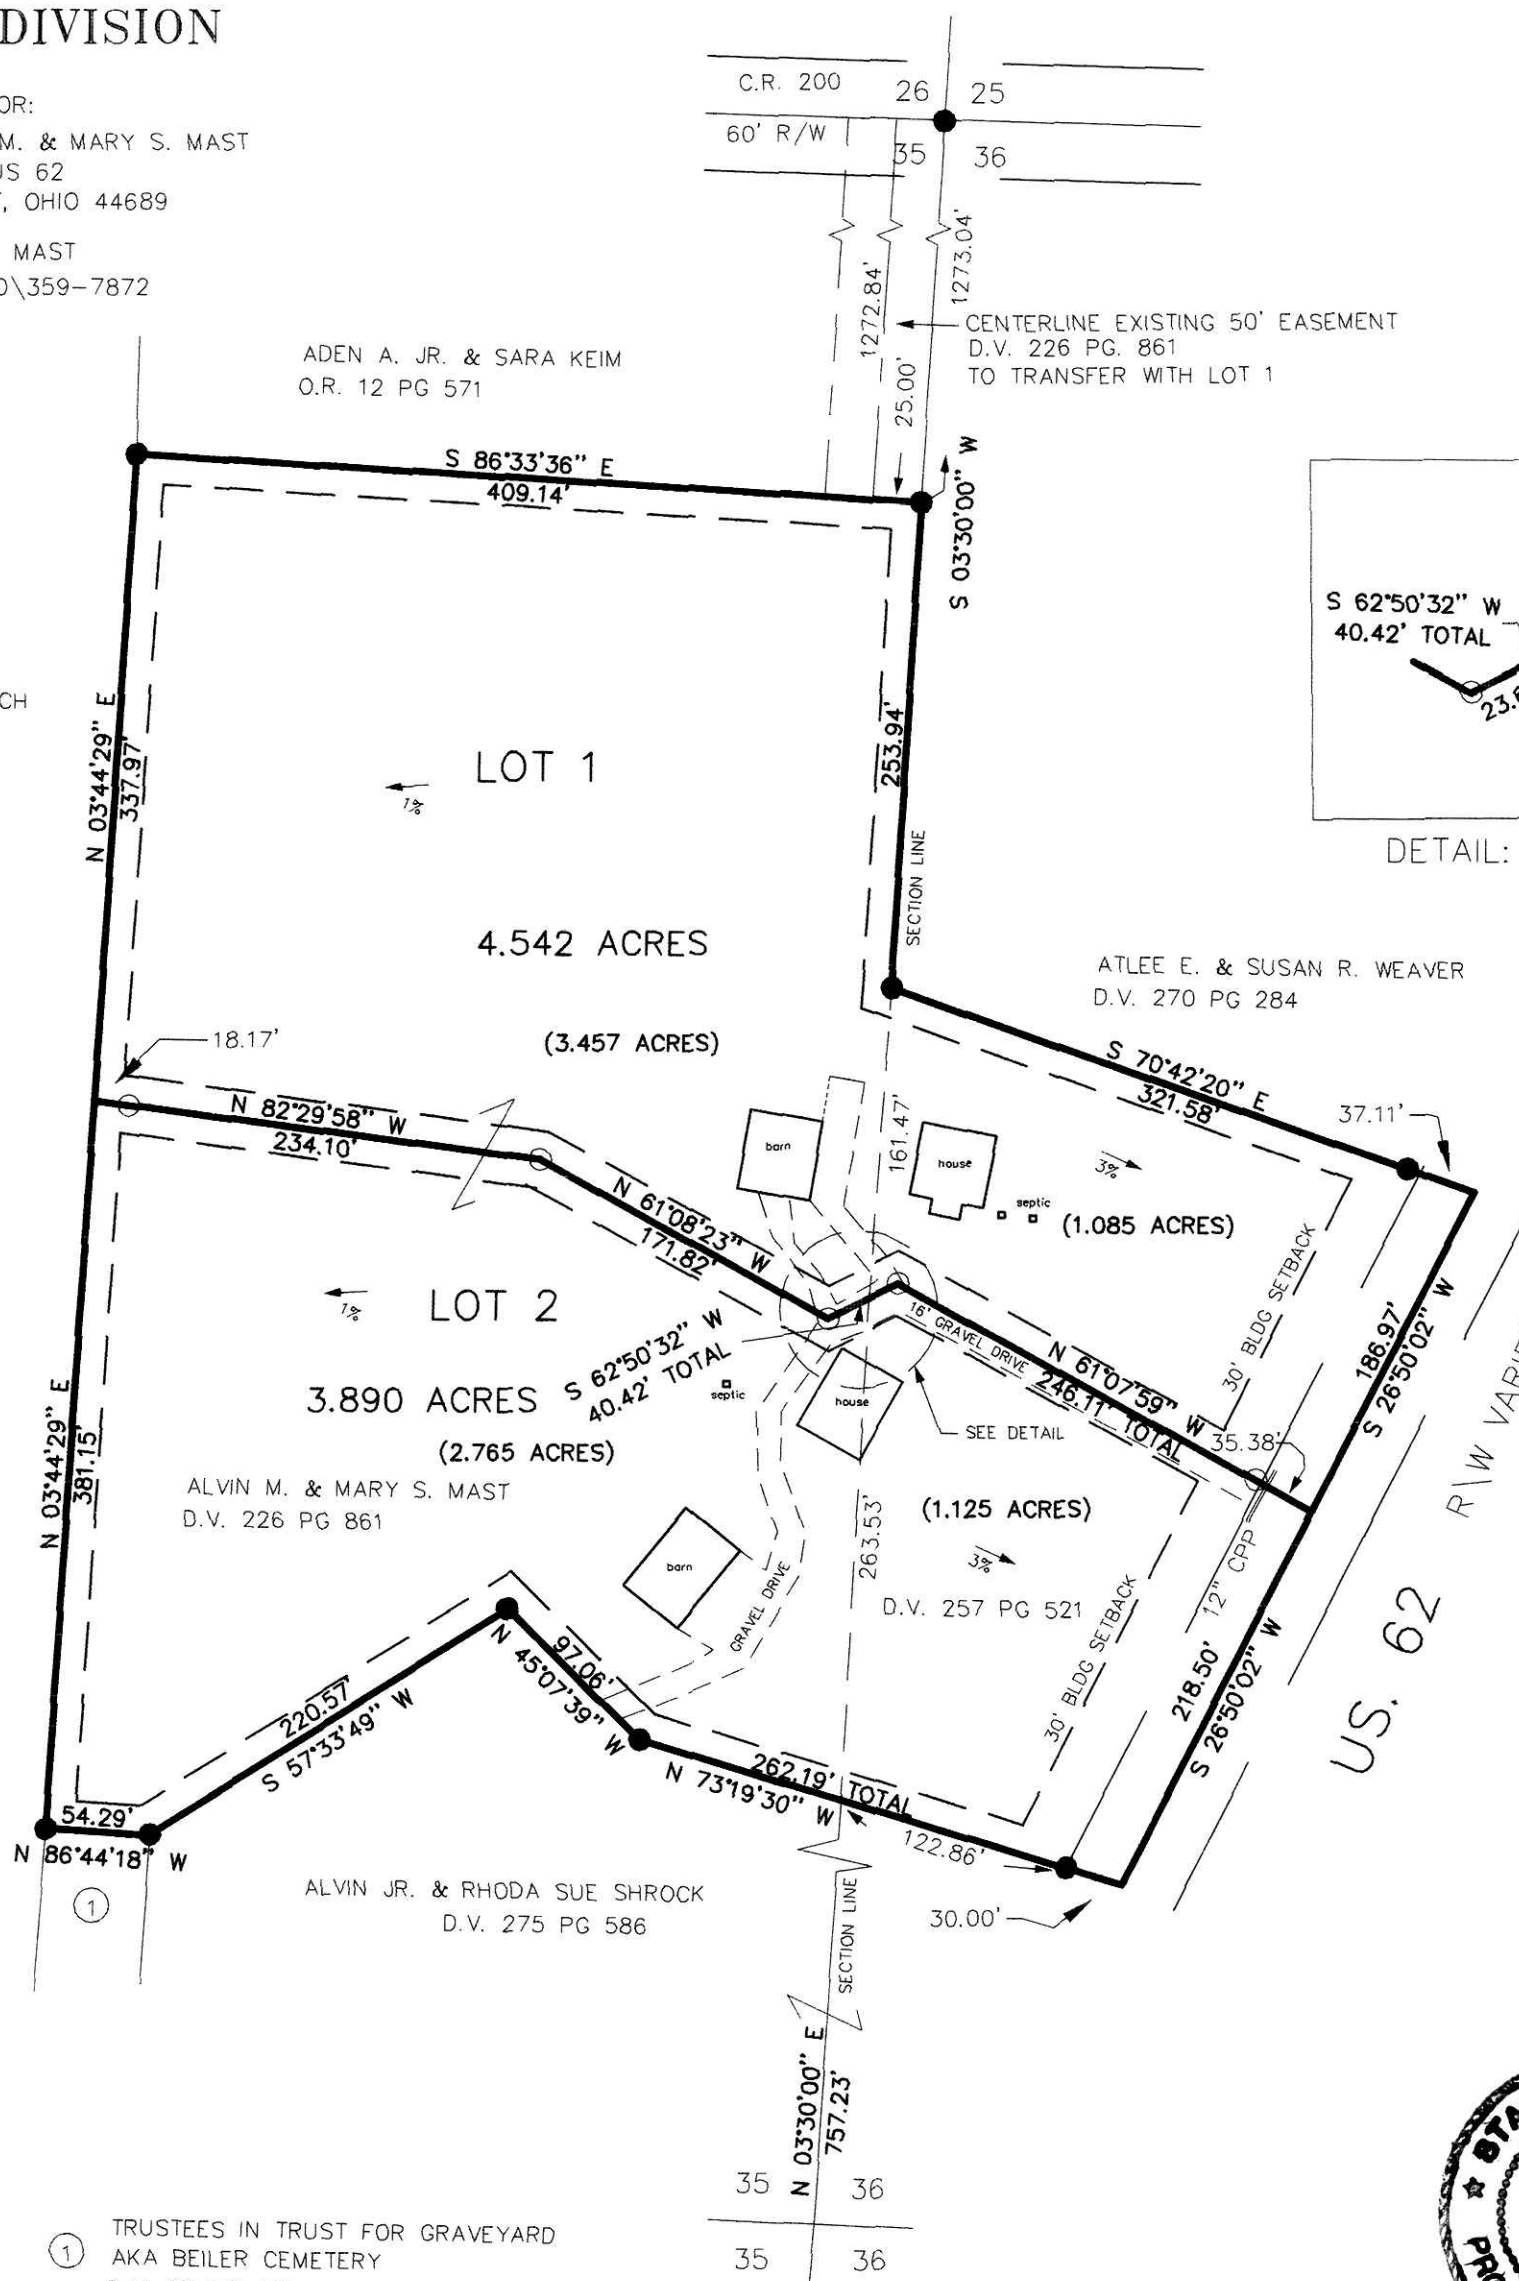 DIVISION
OR:
M. & MARY S. MAST
US 62
, OHIO 44689
MAST
\359-7872
C.R. 200
26 25
60' R/W
35 36
1272.84'
1273.04'
25.00'
CENTERLINE EXISTING 50' EASEMENT
D.V. 226 PG. 861
TO TRANSFER WITH LOT 1
ADEN A. JR. & SARA KEIM
O.R. 12 PG 571
S 86°33'36" E
409.14'
S 03°30'00" W
S 62°50'32" W
40.42' TOTAL
DETAIL:
CH
N 03°44'29" E
337.97'
LOT 1
1%
253.94'
SECTION LINE
4.542 ACRES
(3.457 ACRES)
ATLEE E. & SUSAN R. WEAVER
D.V. 270 PG 284
18.17'
S 70°42'20" E
321.58'
37.11'
N 82°29'58" W
234.10'
barn
161.47'
house
septic
3%
(1.085 ACRES)
N 61°08'23" W
171.82'
30' BLDG SETBACK
186.97'
S 26°50'02" W
LOT 2
1%
16' GRAVEL DRIVE
N 61°07'59" W
246.11' TOTAL
S 62°50'32" W
40.42' TOTAL
3.890 ACRES
(2.765 ACRES)
septic
house
SEE DETAIL
35.38'
N 03°44'29" E
381.15'
ALVIN M. & MARY S. MAST
D.V. 226 PG 861
(1.125 ACRES)
263.53'
3%
12" CPP
barn
GRAVEL DRIVE
D.V. 257 PG 521
30' BLDG SETBACK
218.50'
S 26°50'02" W
US. 62
R\W
220.57'
S 57°33'49" W
97.06'
N 45°07'39" W
262.19' TOTAL
N 73°19'30" W
122.86'
54.29'
N 86°44'18" W
1
ALVIN JR. & RHODA SUE SHROCK
D.V. 275 PG 586
30.00'
SECTION LINE
N 03°30'00" E
757.23'
35 36
35 36
1 TRUSTEES IN TRUST FOR GRAVEYARD
AKA BEILER CEMETERY